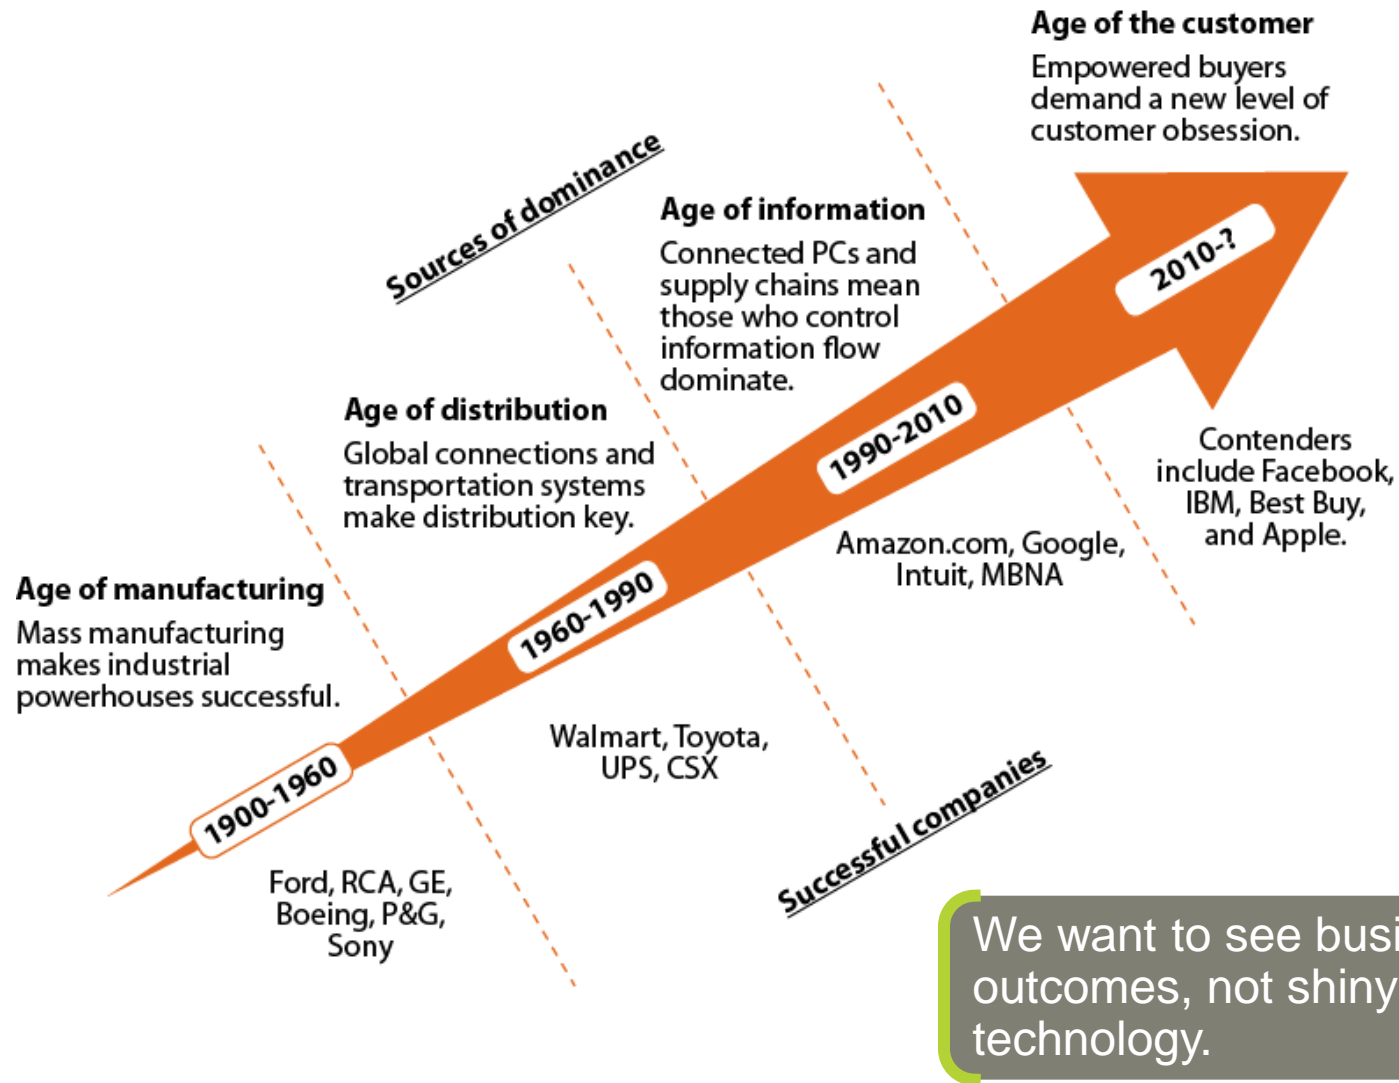 Age of the customer
Empowered buyers
demand a new level of
customer obsession.
Sources of dominance
Age of information
Connected PCs and
supply chains mean
those who control
information flow
dominate.
2010-?
Age of distribution
Global connections and
transportation systems
make distribution key.
1990-2010
Contenders
include Facebook,
IBM, Best Buy,
and Apple.
Amazon.com, Google,
Intuit, MBNA
Age of manufacturing
Mass manufacturing
makes industrial
powerhouses successful.
1960-1990
Walmart, Toyota,
UPS, CSX
1900-1960
Successful companies
Ford, RCA, GE,
Boeing, P&G,
Sony
We want to see busi
outcomes, not shiny
technology.